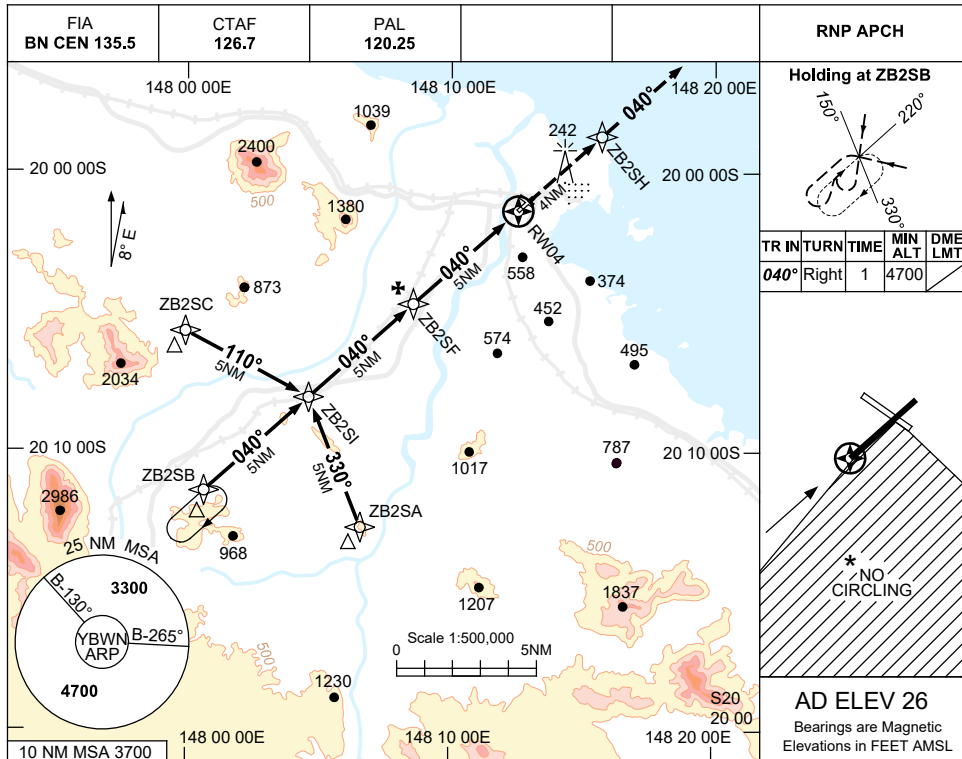 FIA
BN CEN 135.5
CTAF
126.7
PAL
120.25
RNP APCH
148 00 00E
148 10 00E
148 20 00E
040°
1039
242
2400
ZB2SH
20 00 00S
20 00 00S
500
1380
4NM
8° E
RW04
040°
5NM
558
374
873
ZB2SC
452
ZB2SF
574
040°
5NM
110°
5NM
495
2034
ZB2SI
20 10 00S
20 10 00S
040°
5NM
330°
5NM
1017
787
ZB2SB
2986
ZB2SA
968
500
25 NM MSA
3300
B-130°
1207
1837
YBWN
ARP
B-265°
Scale 1:500,000
0
5NM
500
4700
1230
S20
20 00
10 NM MSA 3700
148 00 00E
148 10 00E
148 20 00E
Holding at ZB2SB
150°
220°
330°
TR IN TURN TIME MIN ALT DME LMT
040° Right 1 4700
* NO
CIRCLING
AD ELEV 26
Bearings are Magnetic
Elevations in FEET AMSL